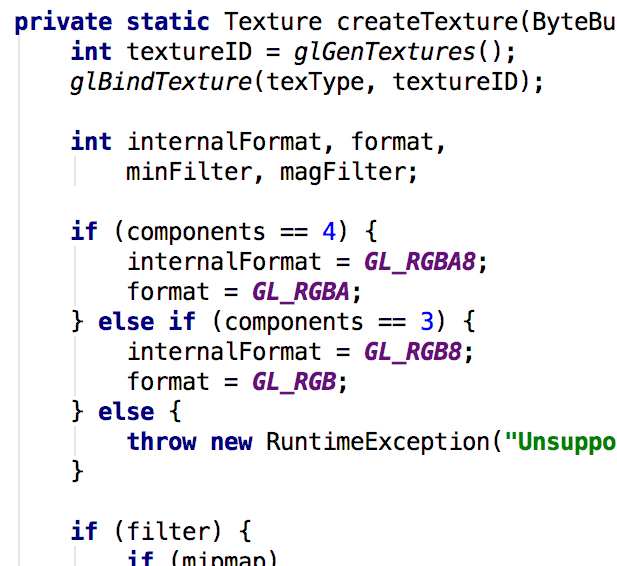 private static Texture createTexture(ByteBu
int textureID = glGenTextures();
glBindTexture(texType, textureID);
int internalFormat, format,
minFilter, magFilter;
if (components == 4) {
internalFormat = GL_RGBA8;
format = GL_RGBA;
} else if (components == 3) {
internalFormat = GL_RGB8;
format = GL_RGB;
} else {
throw new RuntimeException("Unsuppo
}
if (filter) {
if (mipmap)